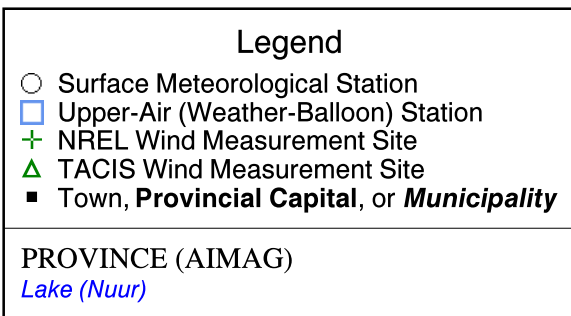 Legend
Surface Meteorological Station
Upper-Air (Weather-Balloon) Station
NREL Wind Measurement Site
TACIS Wind Measurement Site
Town, Provincial Capital, or Municipality
PROVINCE (AIMAG)
Lake (Nuur)